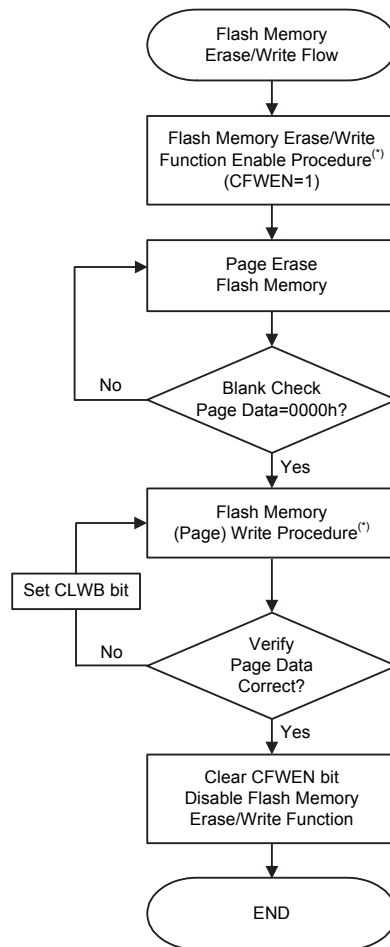 Flash Memory
Erase/Write Flow
Flash Memory Erase/Write
Function Enable Procedure(*)
(CFWEN=1)
Page Erase
Flash Memory
Blank Check
Page Data=0000h?
No
Yes
Flash Memory
(Page) Write Procedure(*)
Set CLWB bit
Verify
Page Data
Correct?
No
Yes
Clear CFWEN bit
Disable Flash Memory
Erase/Write Function
END